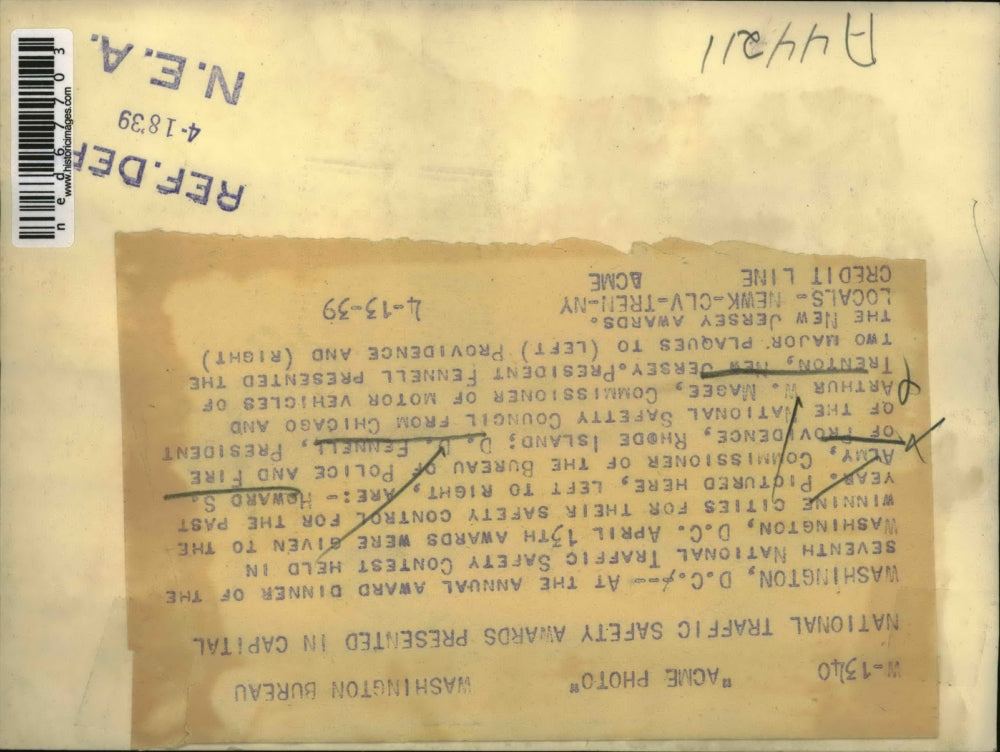 W-1340 "ACME PHOTO" WASHINGTON BUREAU
NATIONAL TRAFFIC SAFETY AWARDS PRESENTED IN CAPITAL
WASHINGTON, D.C.-- AT THE ANNUAL AWARD DINNER OF THE
SEVENTH NATIONAL TRAFFIC SAFETY CONTEST HELD IN
WASHINGTON, D.C. APRIL 13TH AWARDS WERE GIVEN TO THE
WINNINE CITIES FOR THEIR SAFETY CONTROL FOR THE PAST
YEAR. PICTURED HERE, LEFT TO RIGHT, ARE:- HOWARD S.
ALMY, COMMISSIONER OF THE BUREAU OF POLICE AND FIRE
OF PROVIDENCE, RHODE ISLAND; D. D. FENNELL, PRESIDENT
OF THE NATIONAL SAFETY COUNCIL FROM CHICAGO AND
ARTHUR W. MAGEE, COMMISSIONER OF MOTOR VEHICLES OF
TRENTON, NEW JERSEY. PRESIDENT FENNELL PRESENTED THE
TWO MAJOR PLAQUES TO (LEFT) PROVIDENCE AND (RIGHT)
THE NEW JERSEY AWARDS.
LOCALS- NEWK-CLV-TREN-NY
CREDIT LINE ACME 4-13-39
REF.DEP
4-18'39
N.E.A.
A44211
ned67703
www.historicimages.com